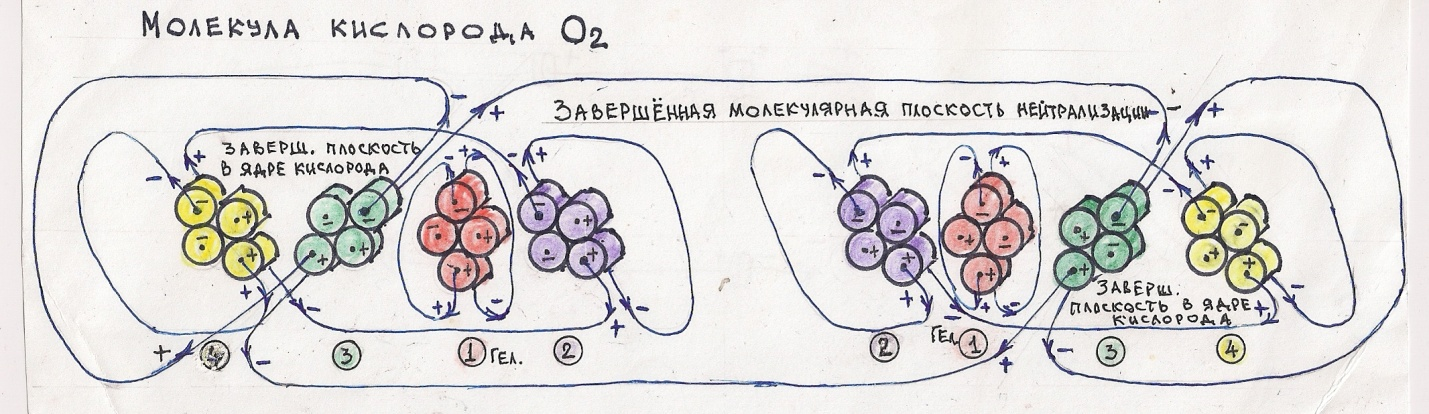 МОЛЕКУЛА КИСЛОРОДА O2
ЗАВЕРШЁННАЯ МОЛЕКУЛЯРНАЯ ПЛОСКОСТЬ НЕЙТРАЛИЗАЦИИ
ЗАВЕРШ. ПЛОСКОСТЬ
В ЯДРЕ КИСЛОРОДА
ЗАВЕРШ.
ПЛОСКОСТЬ В ЯДРЕ
КИСЛОРОДА
4 3 1 ГЕЛ. 2
2 ГЕЛ. 1 3 4